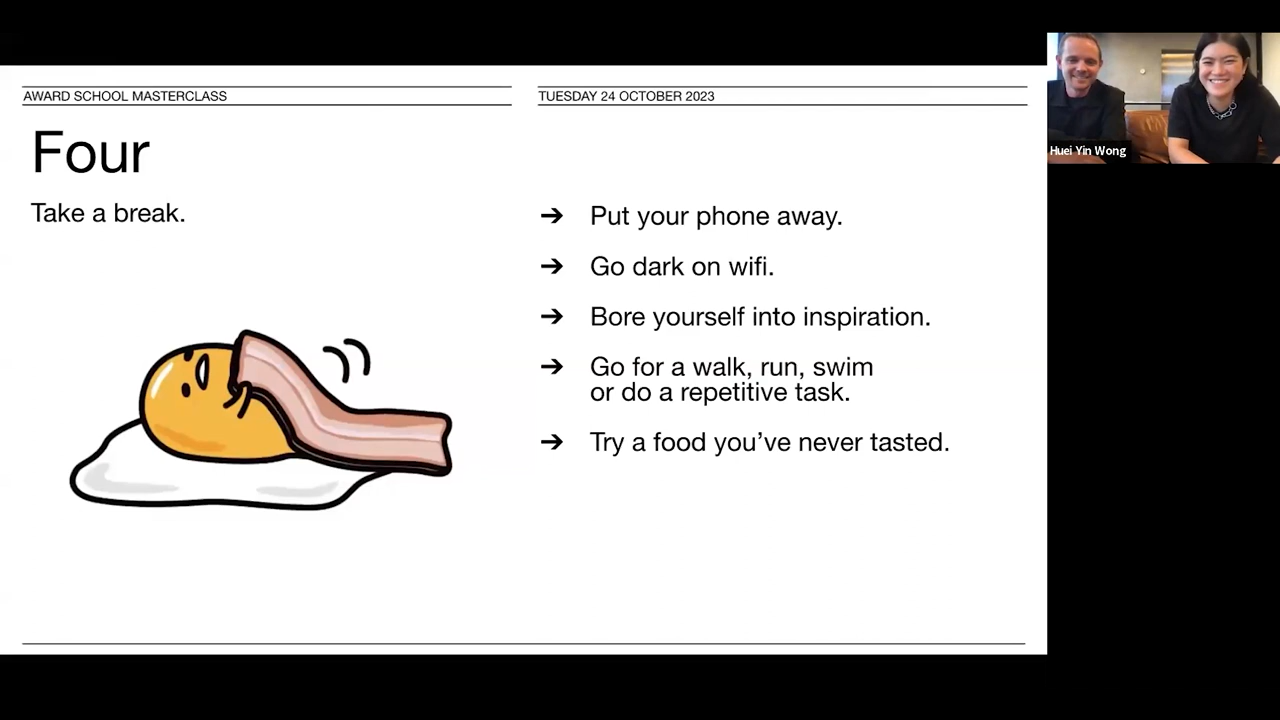 AWARD SCHOOL MASTERCLASS
TUESDAY 24 OCTOBER 2023
Four
Take a break.
➔ Put your phone away.
➔ Go dark on wifi.
➔ Bore yourself into inspiration.
➔ Go for a walk, run, swim
or do a repetitive task.
➔ Try a food you’ve never tasted.
Huei Yin Wong